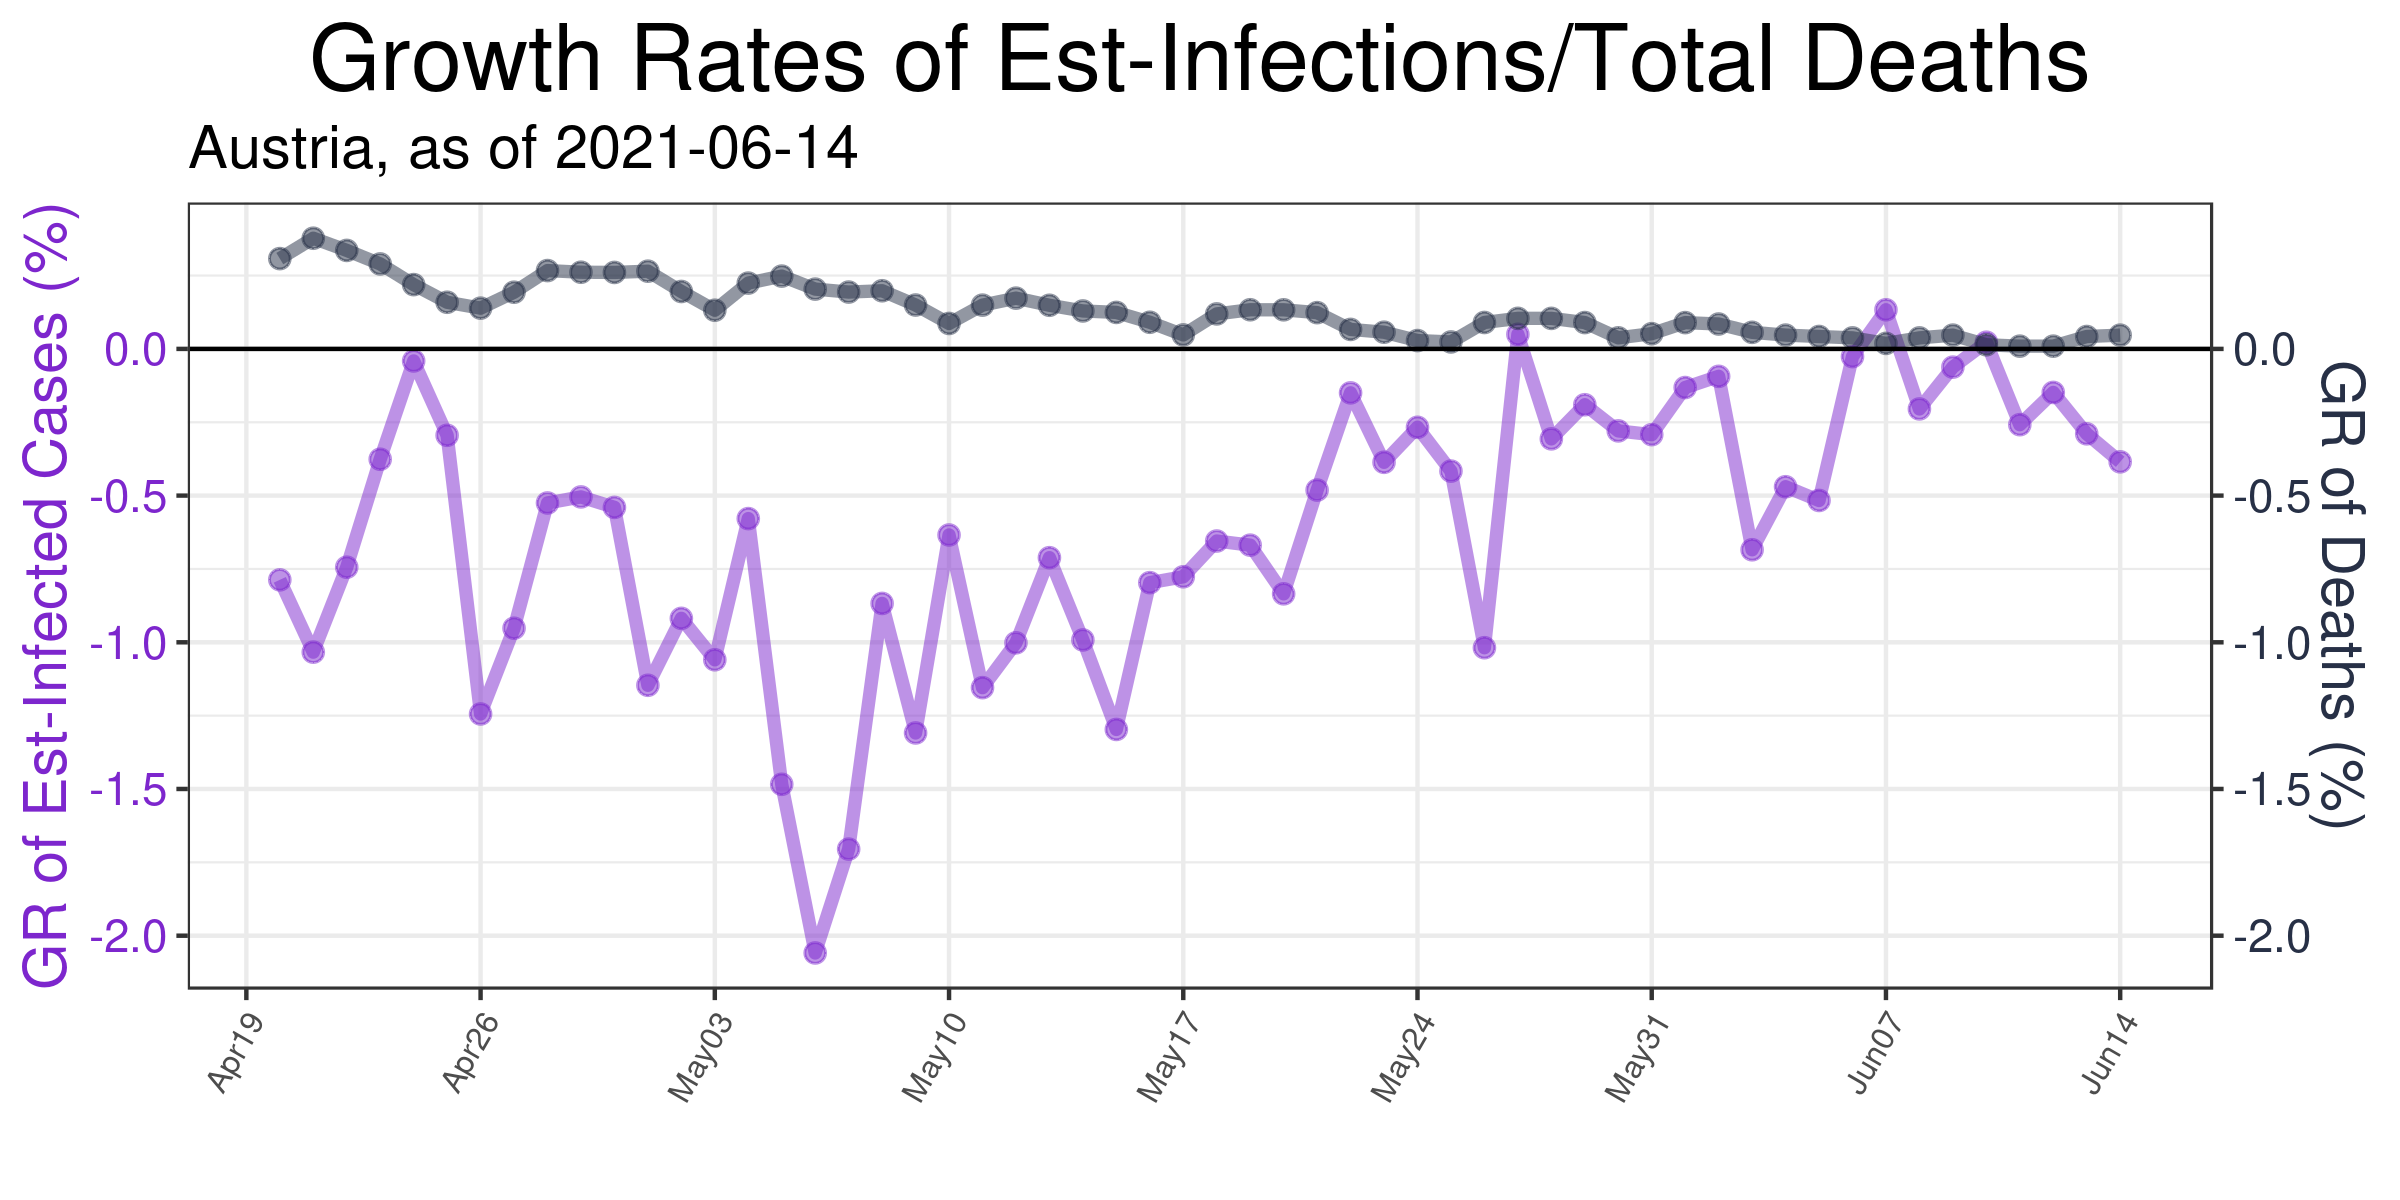 Growth Rates of Est-Infections/Total Deaths
Austria, as of 2021-06-14
GR of Est-Infected Cases (%)
0.0
-0.5
-1.0
-1.5
-2.0
0.0
-0.5
-1.0
-1.5
-2.0
GR of Deaths (%)
Apr19
Apr26
May03
May10
May17
May24
May31
Jun07
Jun14